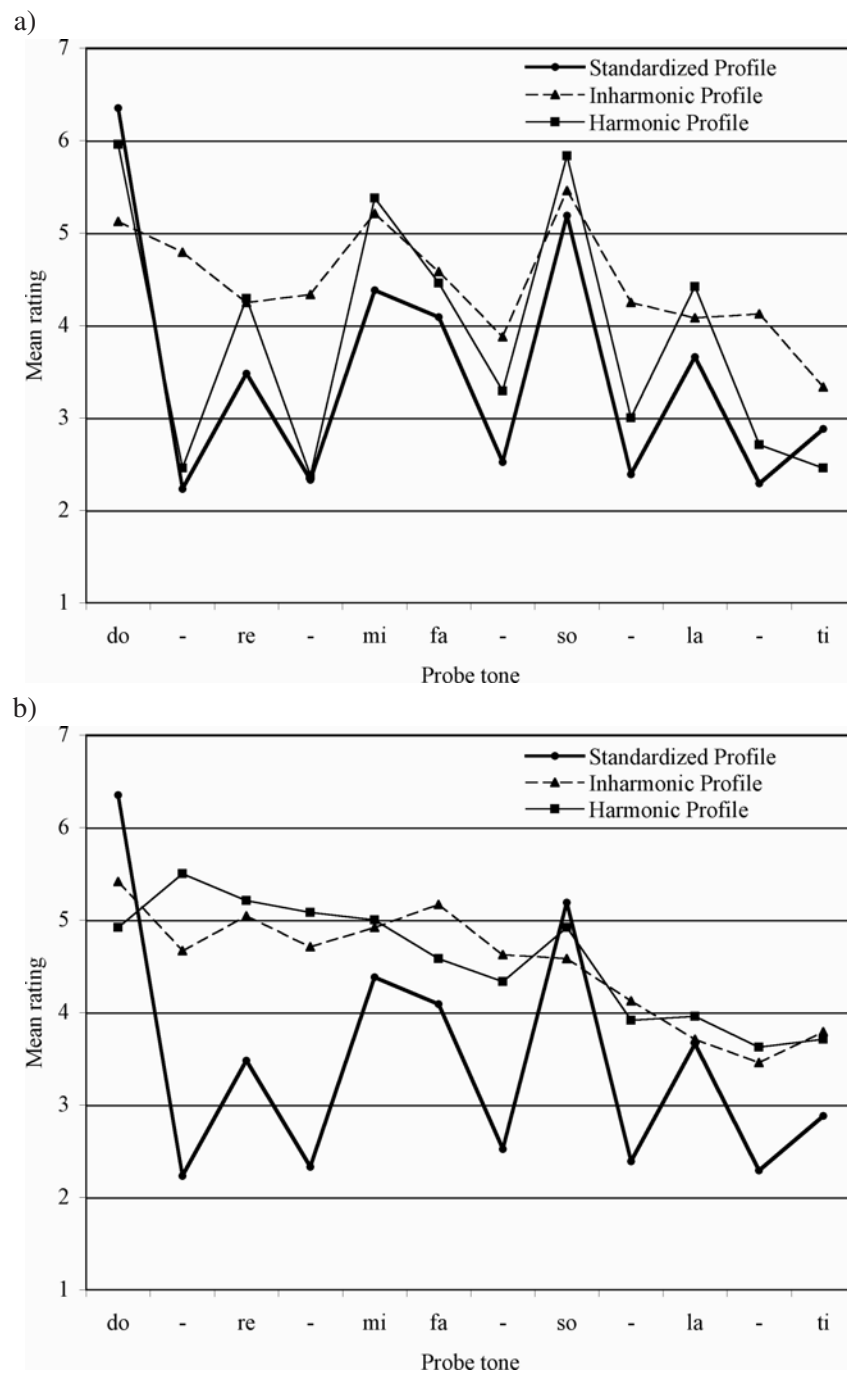 a)
7
Standardized Profile
Inharmonic Profile
Harmonic Profile
6
5
4
3
2
1
Mean rating
do - re - mi fa - so - la - ti
Probe tone
b)
7
Standardized Profile
Inharmonic Profile
Harmonic Profile
6
5
4
3
2
1
Mean rating
do - re - mi fa - so - la - ti
Probe tone